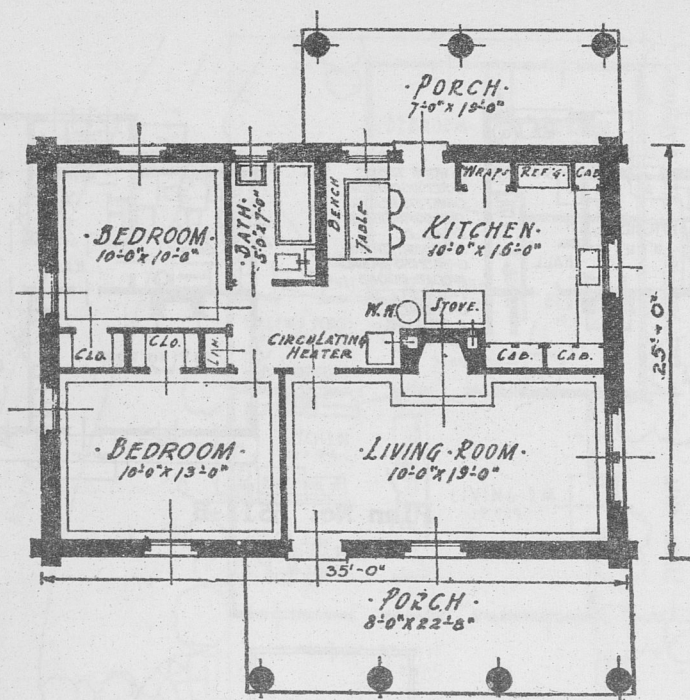 ·PORCH·
7'-0" X 19'-0"
WRAPS
REF'G.
CAB
BENCH
TABLE
·BATH·
5'-0" X 7'-0"
·BEDROOM·
10'-0" X 10'-0"
KITCHEN·
10'-0" X 16'-0"
W.H.
STOVE.
CLO.
CLO.
LIN.
CIRCULATING
HEATER
CAB.
CAB.
·BEDROOM·
10'-0" X 13'-0"
·LIVING·ROOM·
10'-0" X 19'-0"
25'-0"
35'-0"
·PORCH·
8'-0" X 22'-8"